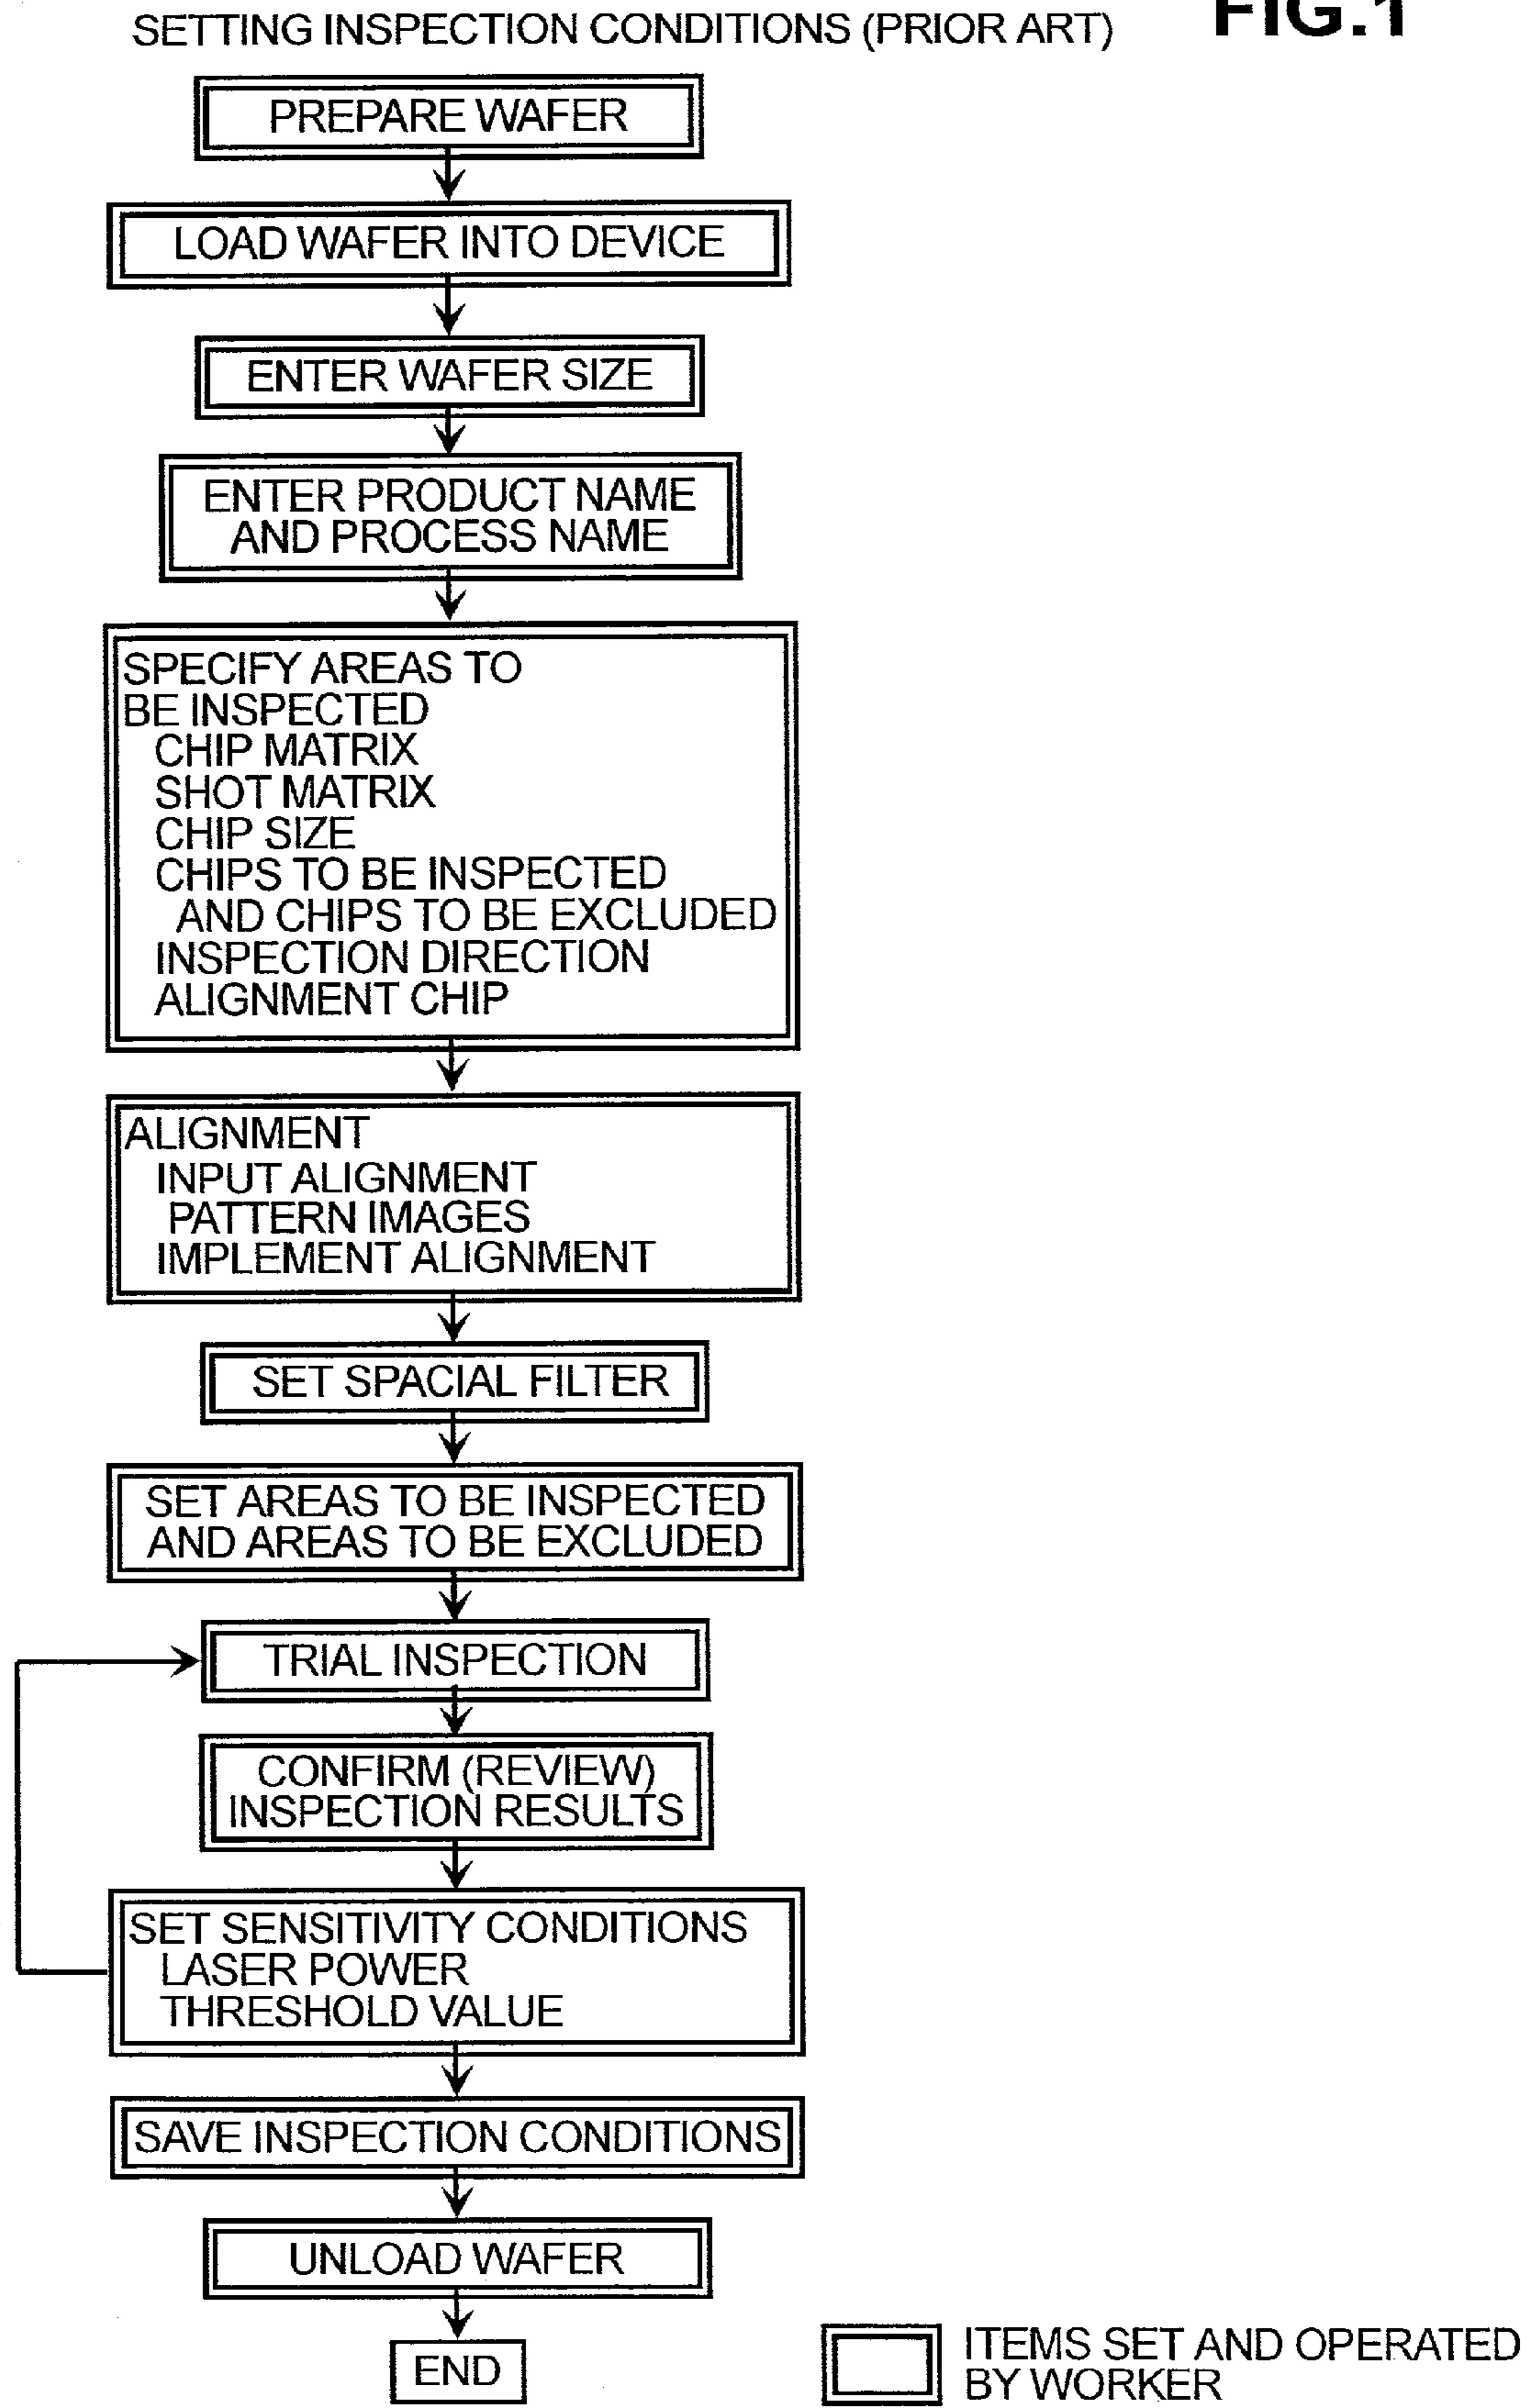 SETTING INSPECTION CONDITIONS (PRIOR ART)
FIG.1
PREPARE WAFER
LOAD WAFER INTO DEVICE
ENTER WAFER SIZE
ENTER PRODUCT NAME
AND PROCESS NAME
SPECIFY AREAS TO
BE INSPECTED
CHIP MATRIX
SHOT MATRIX
CHIP SIZE
CHIPS TO BE INSPECTED
AND CHIPS TO BE EXCLUDED
INSPECTION DIRECTION
ALIGNMENT CHIP
ALIGNMENT
INPUT ALIGNMENT
PATTERN IMAGES
IMPLEMENT ALIGNMENT
SET SPACIAL FILTER
SET AREAS TO BE INSPECTED
AND AREAS TO BE EXCLUDED
TRIAL INSPECTION
CONFIRM (REVIEW)
INSPECTION RESULTS
SET SENSITIVITY CONDITIONS
LASER POWER
THRESHOLD VALUE
SAVE INSPECTION CONDITIONS
UNLOAD WAFER
END
ITEMS SET AND OPERATED
BY WORKER